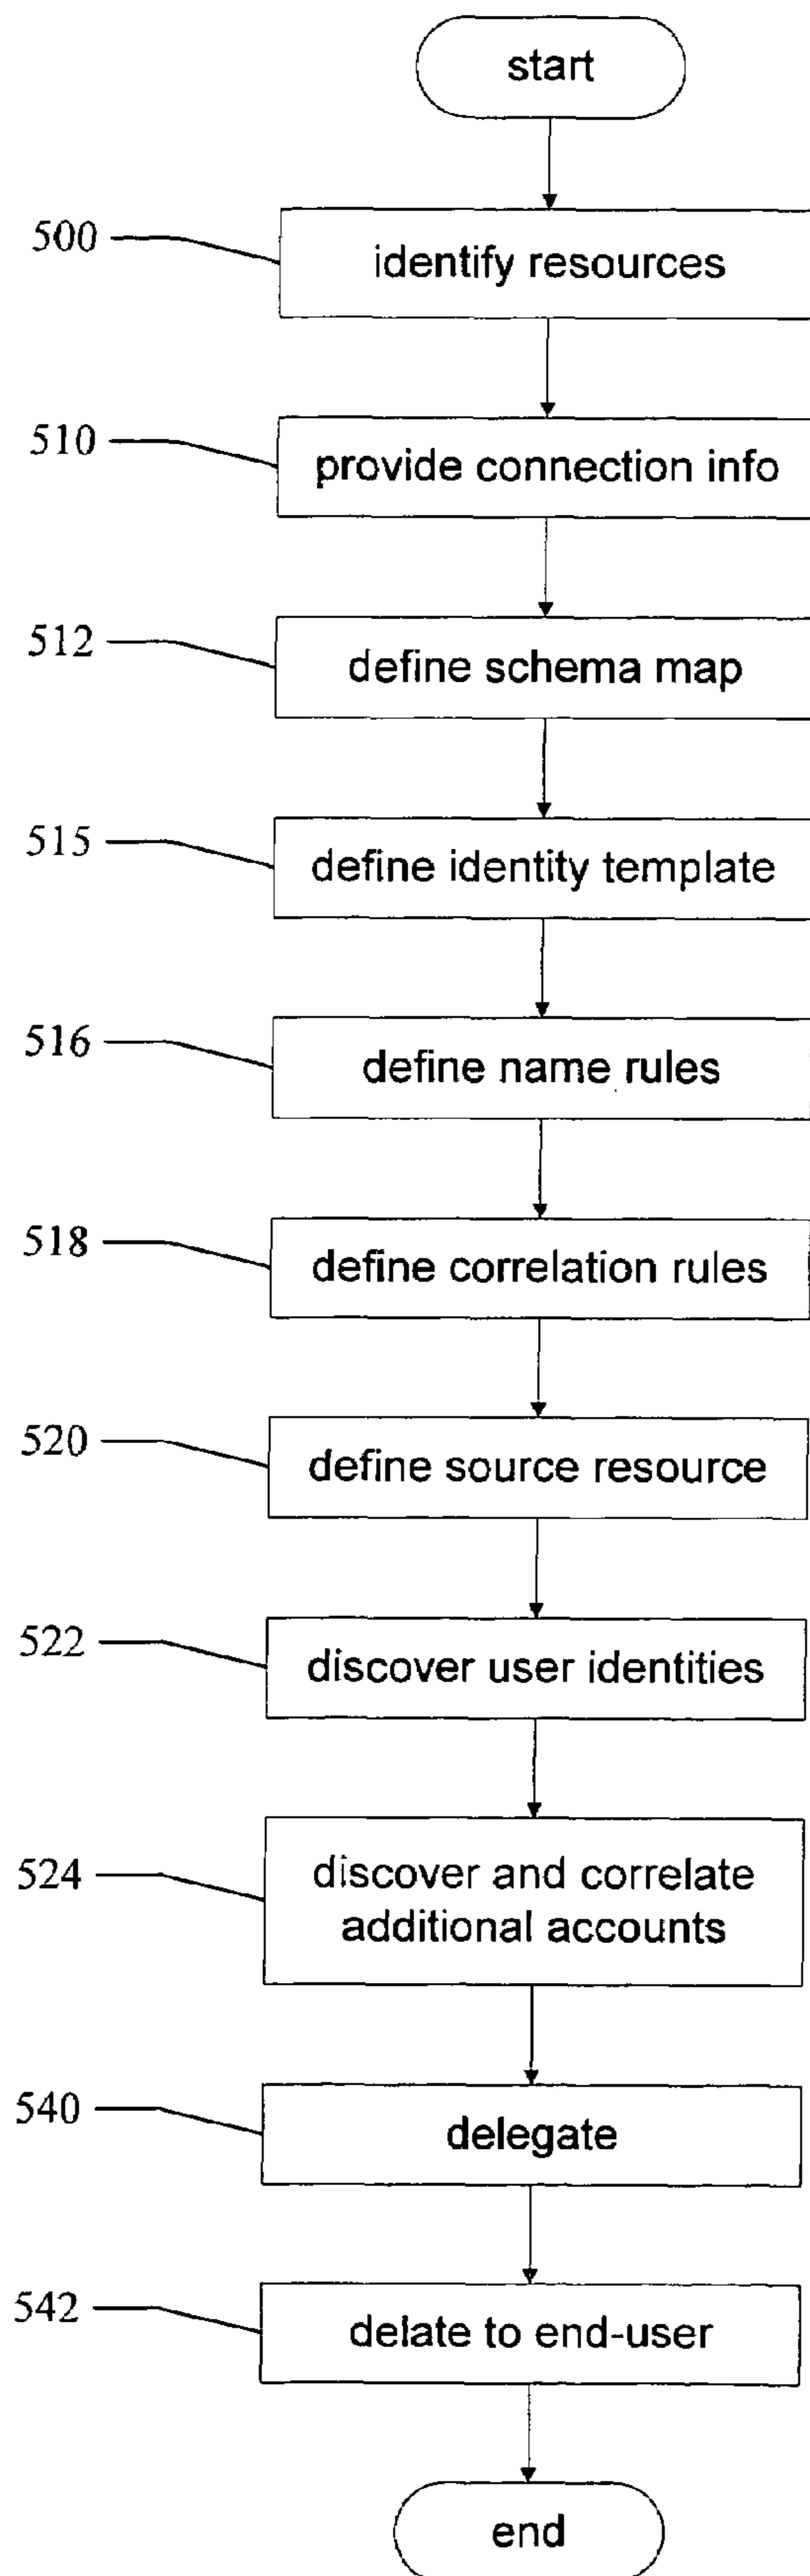 start
500
identify resources
510
provide connection info
512
define schema map
515
define identity template
516
define name rules
518
define correlation rules
520
define source resource
522
discover user identities
524
discover and correlate
additional accounts
540
delegate
542
delate to end-user
end